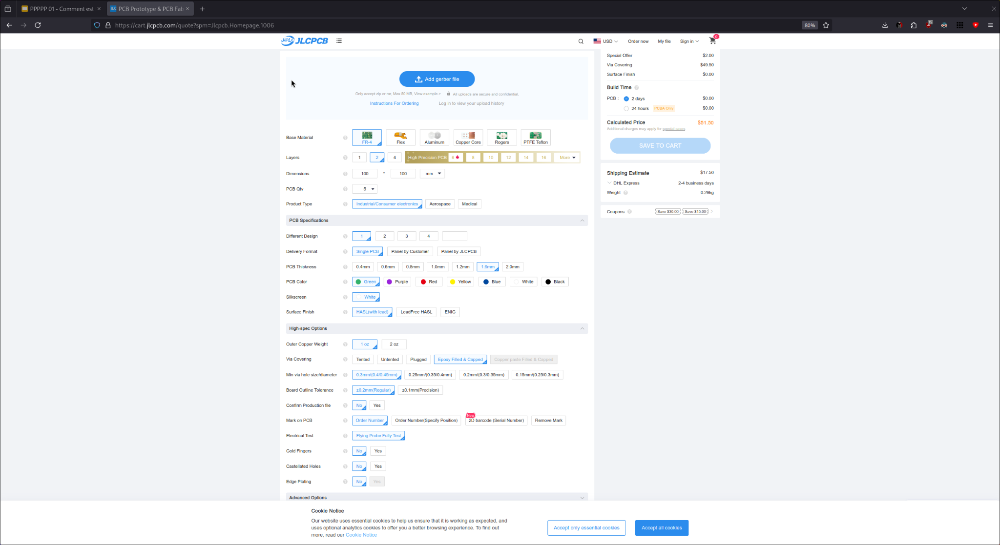 PPPPP 01 - Comment est
PCB Prototype & PCB Fab
https://cart.jlcpcb.com/quote?spm=Jlcpcb.Homepage.1006
80%
15
J@LC JLCPCB
USD
Order now
My file
Sign in
0
Special Offer $2.00
Via Covering $49.50
Surface Finish $0.00
Build Time
PCB : 2 days $0.00
24 hours PCBA Only $0.00
Calculated Price $51.50
Additional charges may apply for special cases
SAVE TO CART
Shipping Estimate $17.50
DHL Express 2-4 business days
Weight 0.29kg
Coupons Save $30.00 Save $15.00
Add gerber file
Only accept zip or rar, Max 50 MB, View example > All uploads are secure and confidential.
Instructions For Ordering Log in to view your upload history
Base Material FR-4 Flex Aluminum Copper Core Rogers PTFE Teflon
Layers 1 2 4 High Precision PCB 6 8 10 12 14 16 More
Dimensions 100 * 100 mm
PCB Qty 5
Product Type Industrial/Consumer electronics Aerospace Medical
PCB Specifications
Different Design 1 2 3 4
Delivery Format Single PCB Panel by Customer Panel by JLCPCB
PCB Thickness 0.4mm 0.6mm 0.8mm 1.0mm 1.2mm 1.6mm 2.0mm
PCB Color Green Purple Red Yellow Blue White Black
Silkscreen White
Surface Finish HASL(with lead) LeadFree HASL ENIG
High-spec Options
Outer Copper Weight 1 oz 2 oz
Via Covering Tented Untented Plugged Epoxy Filled & Capped Copper paste Filled & Capped
Min via hole size/diameter 0.3mm/(0.4/0.45mm) 0.25mm/(0.35/0.4mm) 0.2mm/(0.3/0.35mm) 0.15mm/(0.25/0.3mm)
Board Outline Tolerance ±0.2mm(Regular) ±0.1mm(Precision)
Confirm Production file No Yes
New
Mark on PCB Order Number Order Number(Specify Position) 2D barcode (Serial Number) Remove Mark
Electrical Test Flying Probe Fully Test
Gold Fingers No Yes
Castellated Holes No Yes
Edge Plating No Yes
Advanced Options
Cookie Notice
Our website uses essential cookies to help us ensure that it is working as expected, and
uses optional analytics cookies to offer you a better browsing experience. To find out
more, read our Cookie Notice
Accept only essential cookies
Accept all cookies